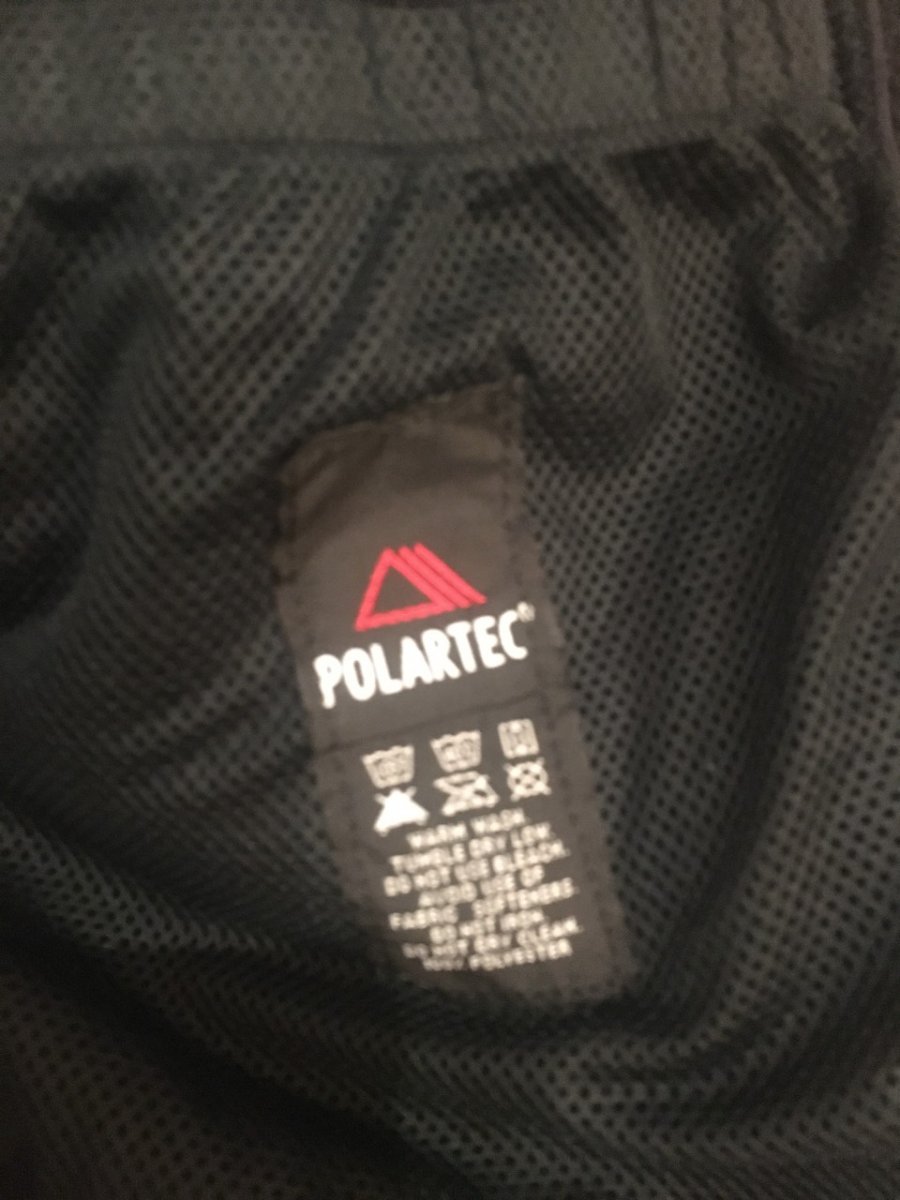 POLARTEC®
WARM WASH.
TUMBLE DRY LOW.
DO NOT USE BLEACH.
AVOID USE OF
FABRIC SOFTENERS.
DO NOT IRON.
DO NOT DRY CLEAN.
100% POLYESTER